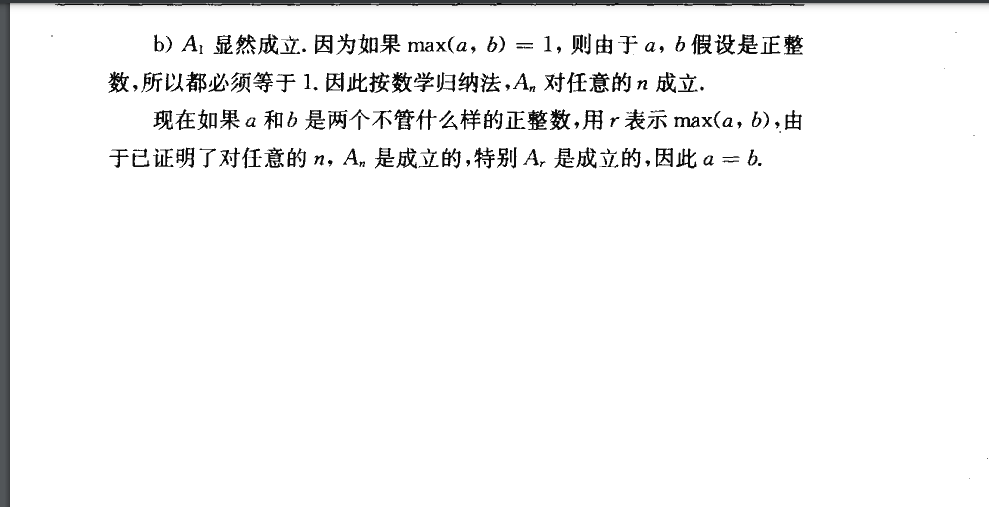 b) A₁ 显然成立. 因为如果 max(a, b) = 1, 则由于 a, b 假设是正整
数,所以都必须等于 1. 因此按数学归纳法,Aₙ 对任意的 n 成立.
现在如果 a 和 b 是两个不管什么样的正整数,用 r 表示 max(a, b),由
于已证明了对任意的 n, Aₙ 是成立的,特别 Aᵣ 是成立的,因此 a = b.